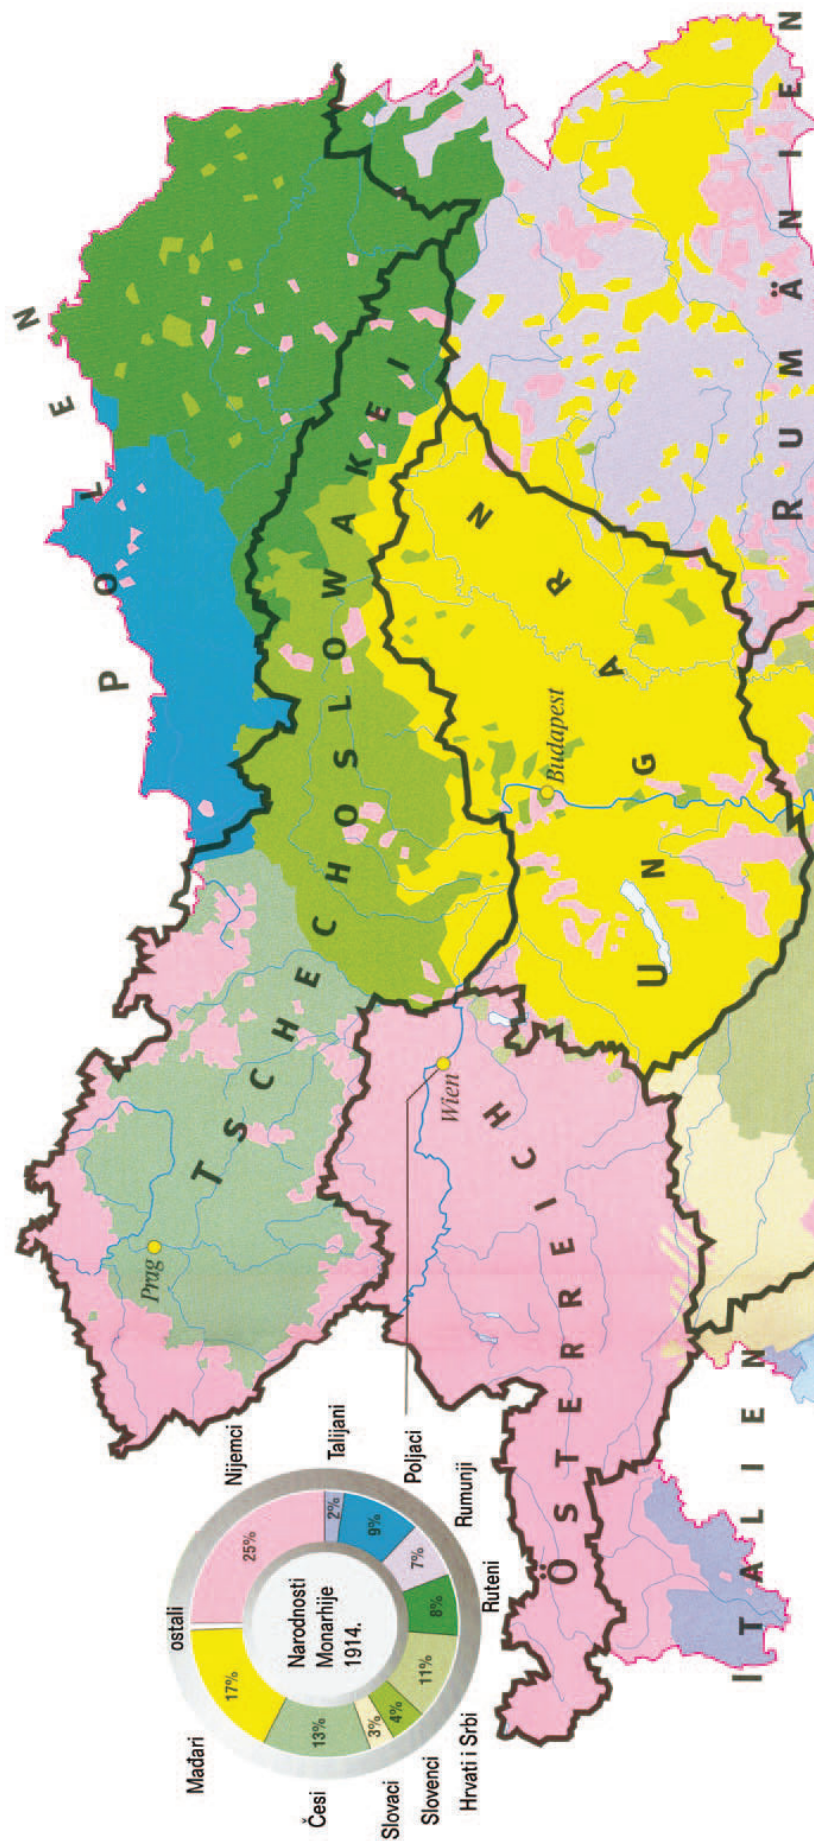 POLEN
TSCHECHOSLOWAKEI
Prag
Wien
ÖSTERREICH
Budapest
UNGARN
RUMÄNIEN
ITALIEN
Narodnosti
Monarhije
1914.
ostali
Nijemci
25%
Talijani
2%
Poljaci
9%
Rumunji
7%
Ruteni
8%
Hrvati i Srbi
11%
Slovenci
4%
Slovaci
3%
Česi
13%
Mađari
17%